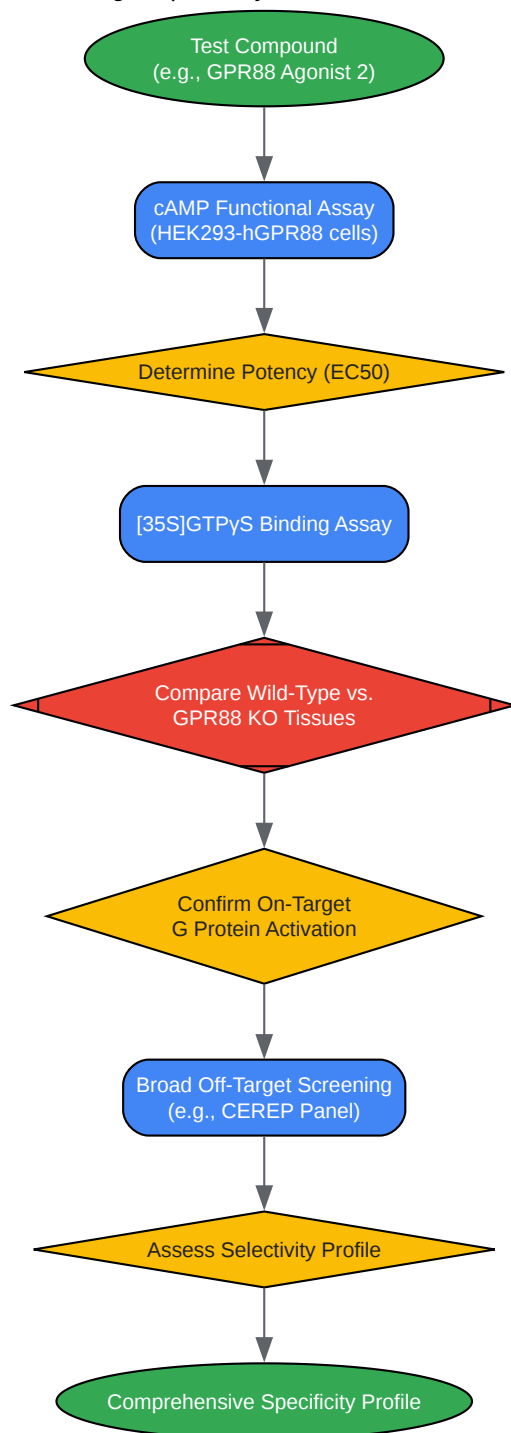 Test Compound
(e.g., GPR88 Agonist 2)
cAMP Functional Assay
(HEK293-hGPR88 cells)
Determine Potency (EC50)
[35S]GTPγS Binding Assay
Compare Wild-Type vs.
GPR88 KO Tissues
Confirm On-Target
G Protein Activation
Broad Off-Target Screening
(e.g., CEREP Panel)
Assess Selectivity Profile
Comprehensive Specificity Profile